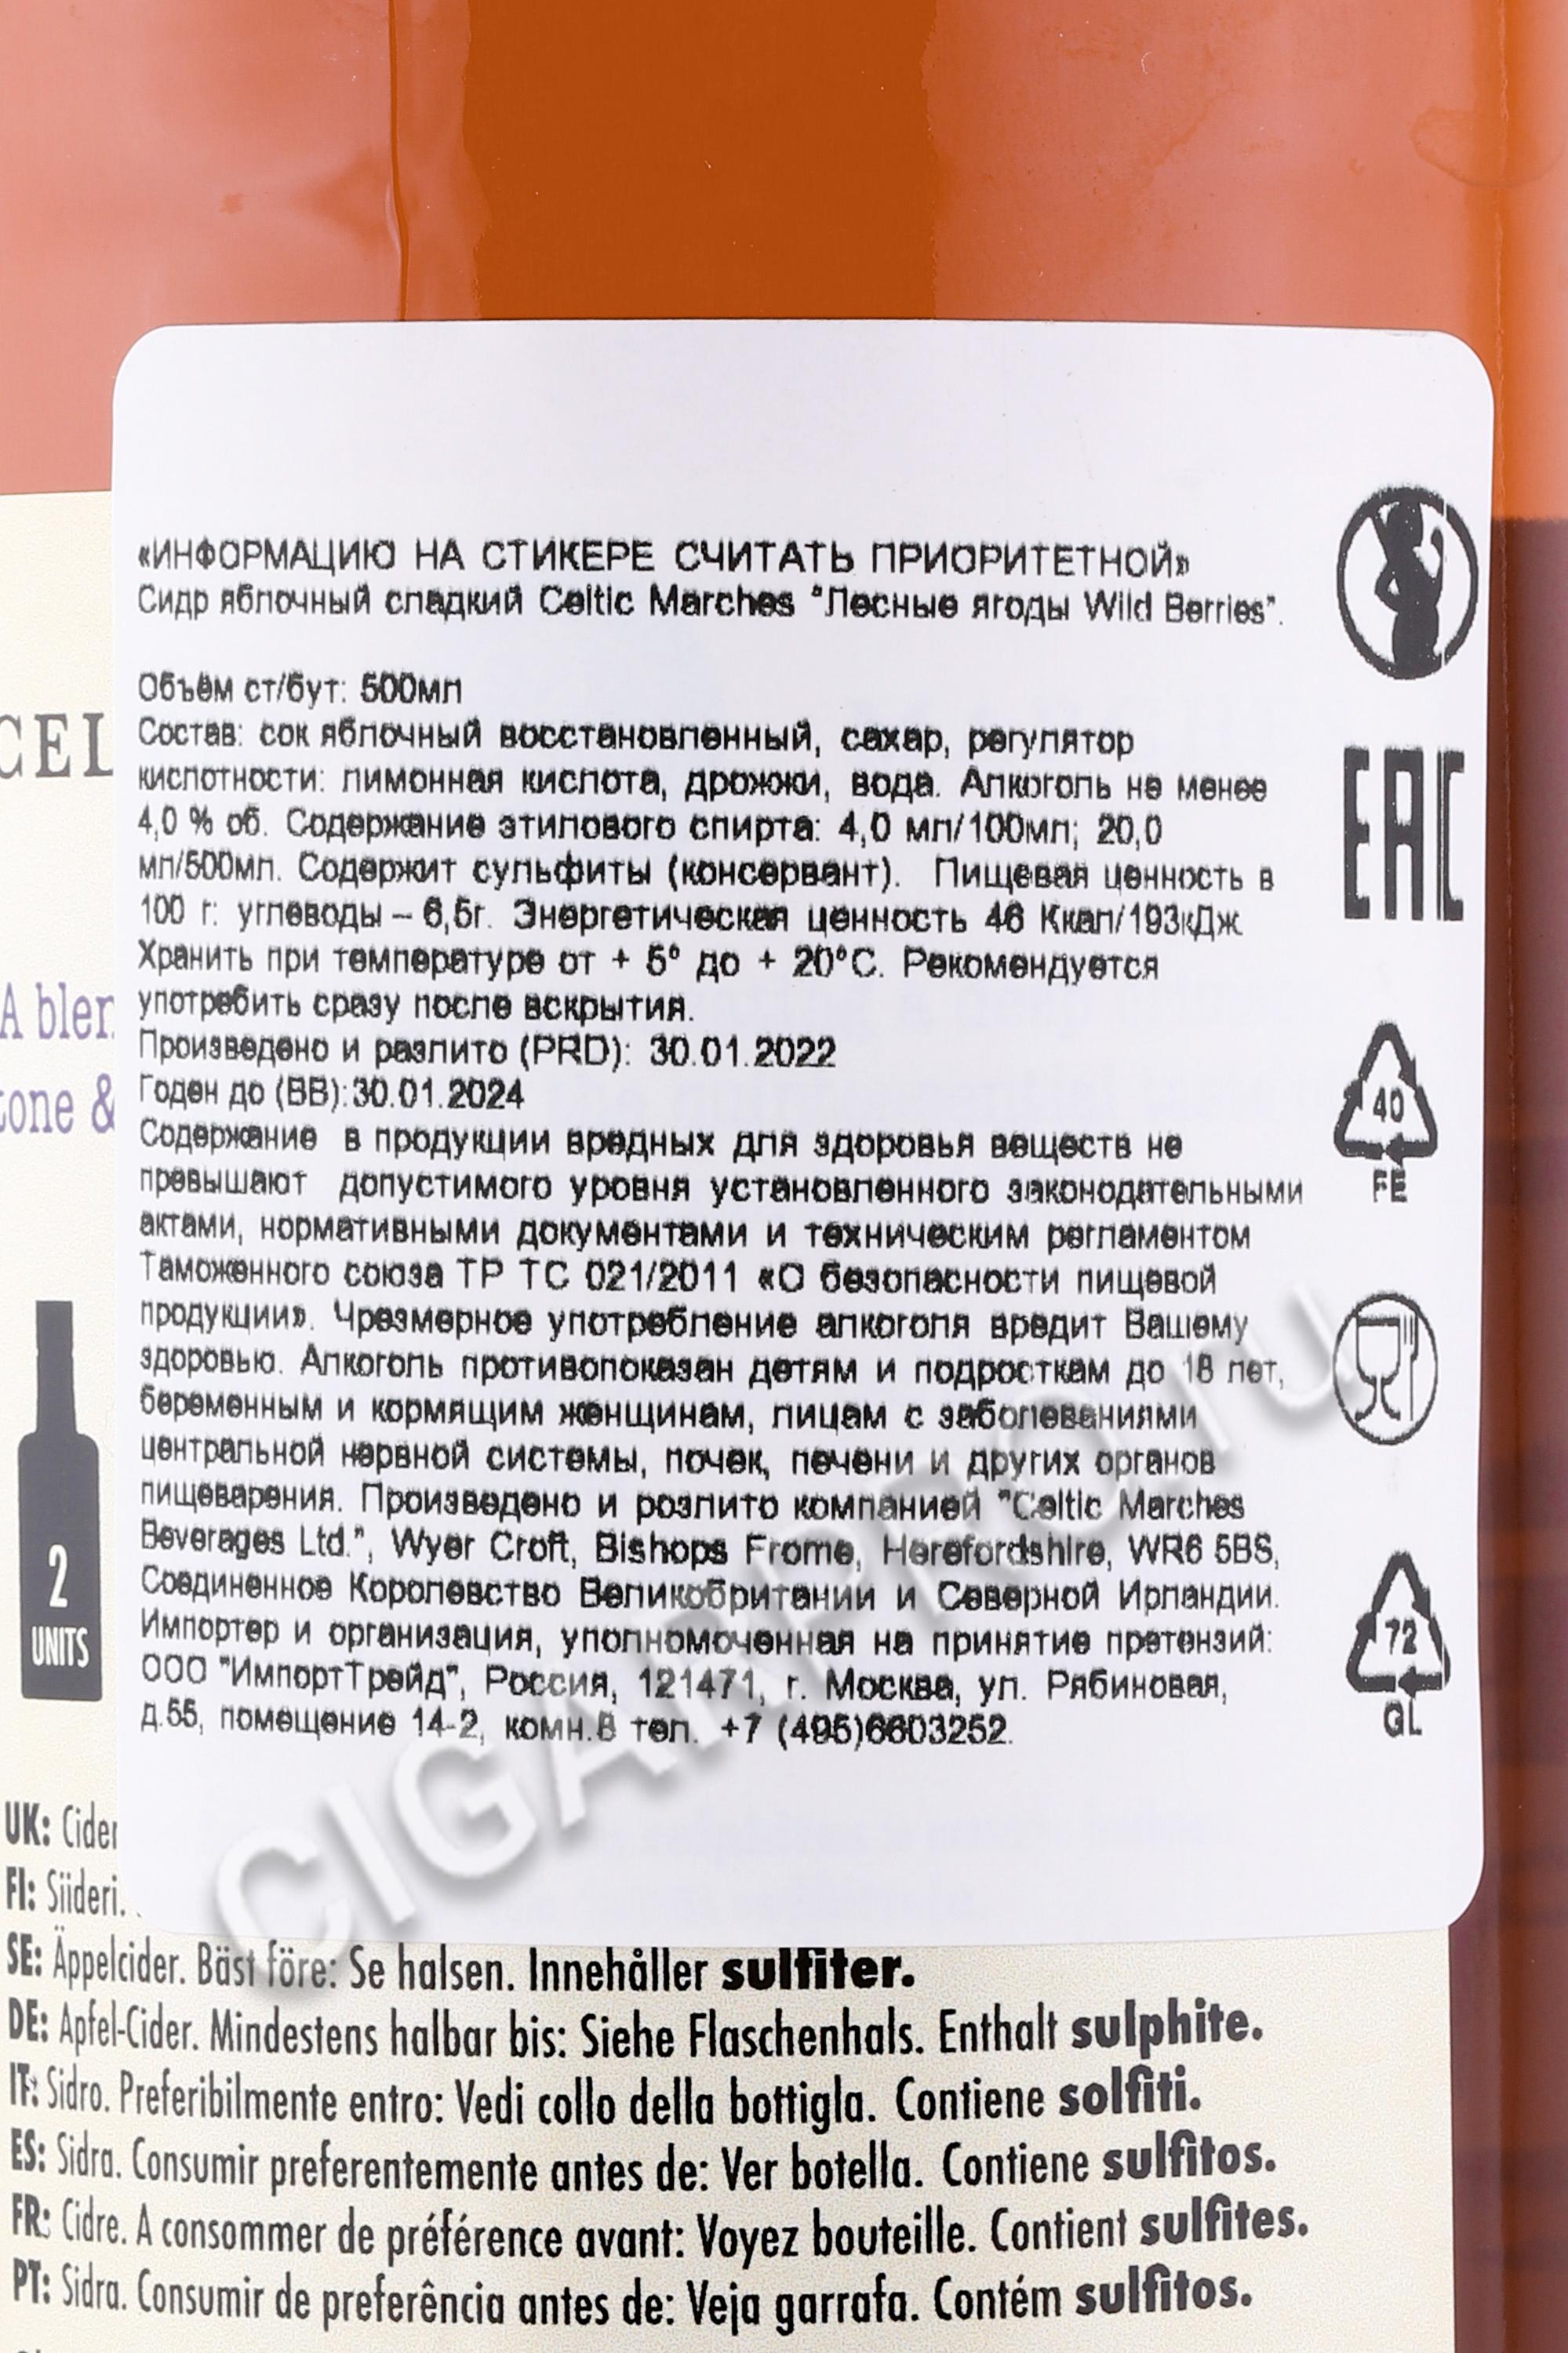 «ИНФОРМАЦИЮ НА СТИКЕРЕ СЧИТАТЬ ПРИОРИТЕТНОЙ»
Сидр яблочный сладкий Celtic Marches "Лесные ягоды Wild Berries".
Объём ст/бут: 500мл
Состав: сок яблочный восстановленный, сахар, регулятор
кислотности: лимонная кислота, дрожжи, вода. Алкоголь не менее
4,0 % об. Содержание этилового спирта: 4,0 мл/100мл; 20,0
мл/500мл. Содержит сульфиты (консервант). Пищевая ценность в
100 г: углеводы – 6,5г. Энергетическая ценность 46 Ккал/193кДж
Хранить при температуре от + 5° до + 20°С. Рекомендуется
употребить сразу после вскрытия.
Произведено и разлито (PRD): 30.01.2022
Годен до (BB):30.01.2024
Содержание в продукции вредных для здоровья веществ не
превышают допустимого уровня установленного законодательными
актами, нормативными документами и техническим регламентом
Таможенного союза ТР ТС 021/2011 «О безопасности пищевой
продукции». Чрезмерное употребление алкоголя вредит Вашему
здоровью. Алкоголь противопоказан детям и подросткам до 18 лет,
беременным и кормящим женщинам, лицам с заболеваниями
центральной нервной системы, почек, печени и других органов
пищеварения. Произведено и розлито компанией "Celtic Marches
Beverages Ltd.", Wyer Croft, Bishops Frome, Herefordshire, WR6 5BS,
Соединенное Королевство Великобритании и Северной Ирландии.
Импортер и организация, уполномоченная на принятие претензий:
ООО "ИмпортТрейд", Россия, 121471, г. Москва, ул. Рябиновая,
д.55, помещение 14-2, комн.8 тел. +7 (495)6603252.
EAC
40
FE
72
GL
CEL
A blen
tone &
2
UNITS
CIGARPRO.ru
UK: Cider
FI: Siideri.
SE: Äppelcider. Bäst före: Se halsen. Innehåller sulfiter.
DE: Apfel-Cider. Mindestens halbar bis: Siehe Flaschenhals. Enthalt sulphite.
IT: Sidro. Preferibilmente entro: Vedi collo della bottigla. Contiene solfiti.
ES: Sidra. Consumir preferentemente antes de: Ver botella. Contiene sulfitos.
FR: Cidre. A consommer de préférence avant: Voyez bouteille. Contient sulfites.
PT: Sidra. Consumir de preferência antes de: Veja garrafa. Contém sulfitos.